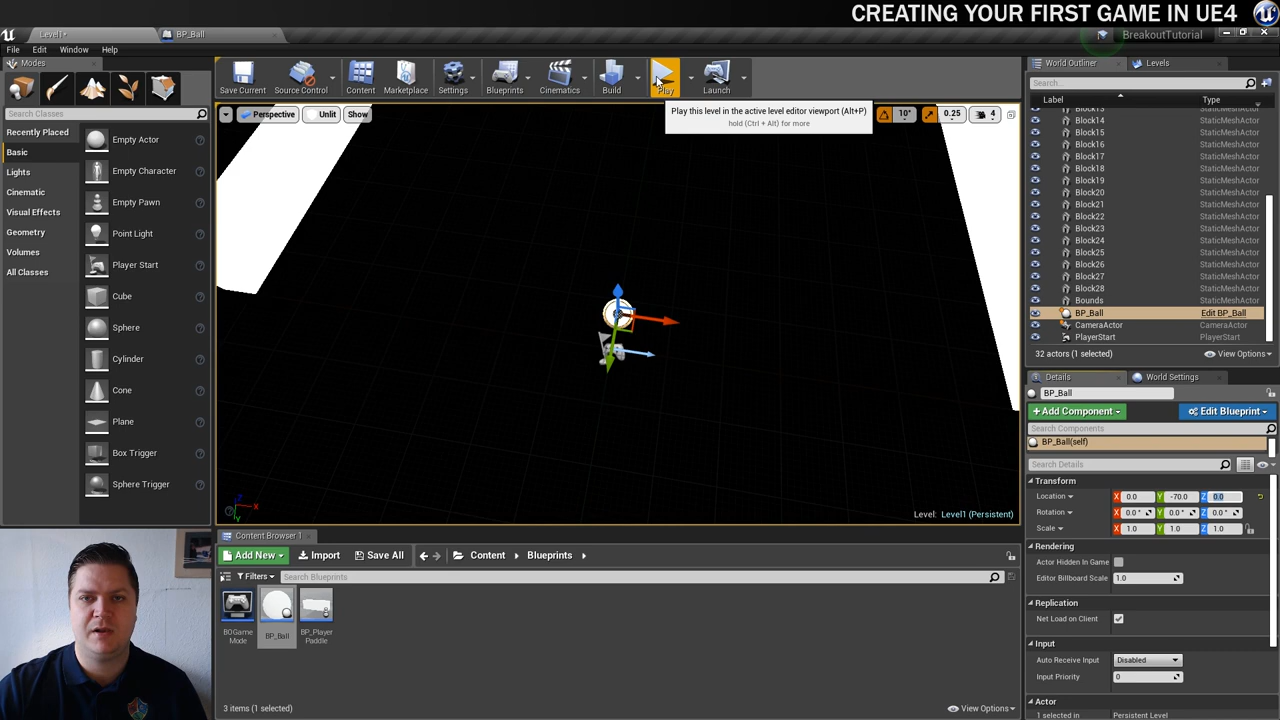 CREATING YOUR FIRST GAME IN UE4
Level1*
BP_Ball
BreakoutTutorial
File Edit Window Help
Modes
Search Classes
Recently Placed
Basic
Lights
Cinematic
Visual Effects
Geometry
Volumes
All Classes
Empty Actor
Empty Character
Empty Pawn
Point Light
Player Start
Cube
Sphere
Cylinder
Cone
Plane
Box Trigger
Sphere Trigger
Save Current
Source Control
Content
Marketplace
Settings
Blueprints
Cinematics
Build
Play
Launch
Play this level in the active level editor viewport (Alt+P)
hold (Ctrl + Alt) for more
Perspective
Unlit
Show
10°
0.25
4
Level: Level1 (Persistent)
Content Browser 1
Add New
Import
Save All
Content
Blueprints
Filters
Search Blueprints
BOGame
Mode
BP_Ball
BP_Player
Paddle
3 items (1 selected)
View Options
World Outliner
Levels
Search...
Label Type
Block13 StaticMeshActor
Block14 StaticMeshActor
Block15 StaticMeshActor
Block16 StaticMeshActor
Block17 StaticMeshActor
Block18 StaticMeshActor
Block19 StaticMeshActor
Block20 StaticMeshActor
Block21 StaticMeshActor
Block22 StaticMeshActor
Block23 StaticMeshActor
Block24 StaticMeshActor
Block25 StaticMeshActor
Block26 StaticMeshActor
Block27 StaticMeshActor
Block28 StaticMeshActor
Bounds StaticMeshActor
BP_Ball Edit BP_Ball
CameraActor CameraActor
PlayerStart PlayerStart
32 actors (1 selected)
View Options
Details
World Settings
BP_Ball
+Add Component
Edit Blueprint
Search Components
BP_Ball(self)
Search Details
Transform
Location X 0.0 Y -70.0 Z 0.0
Rotation X 0.0 ° Y 0.0 ° Z 0.0 °
Scale X 1.0 Y 1.0 Z 1.0
Rendering
Actor Hidden In Game
Editor Billboard Scale 1.0
Replication
Net Load on Client
Input
Auto Receive Input Disabled
Input Priority 0
Actor
1 selected in Persistent Level